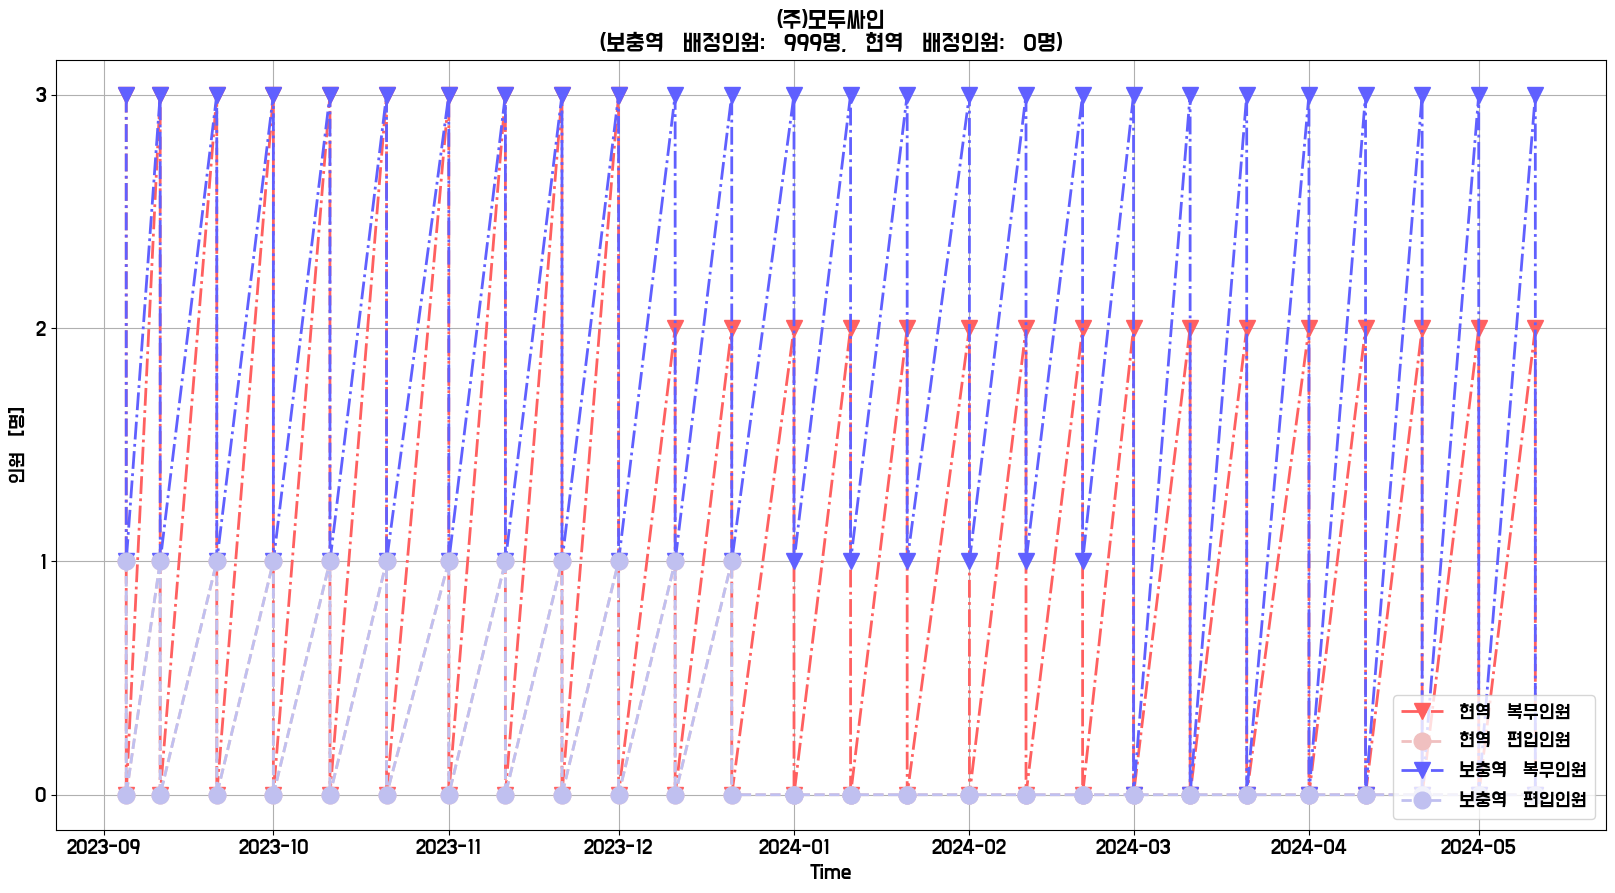 (주)모두싸인
(보충역 배정인원: 999명, 현역 배정인원: 0명)
인원 [명]
3
2
1
0
2023-09 2023-10 2023-11 2023-12 2024-01 2024-02 2024-03 2024-04 2024-05
Time
현역 복무인원
현역 편입인원
보충역 복무인원
보충역 편입인원